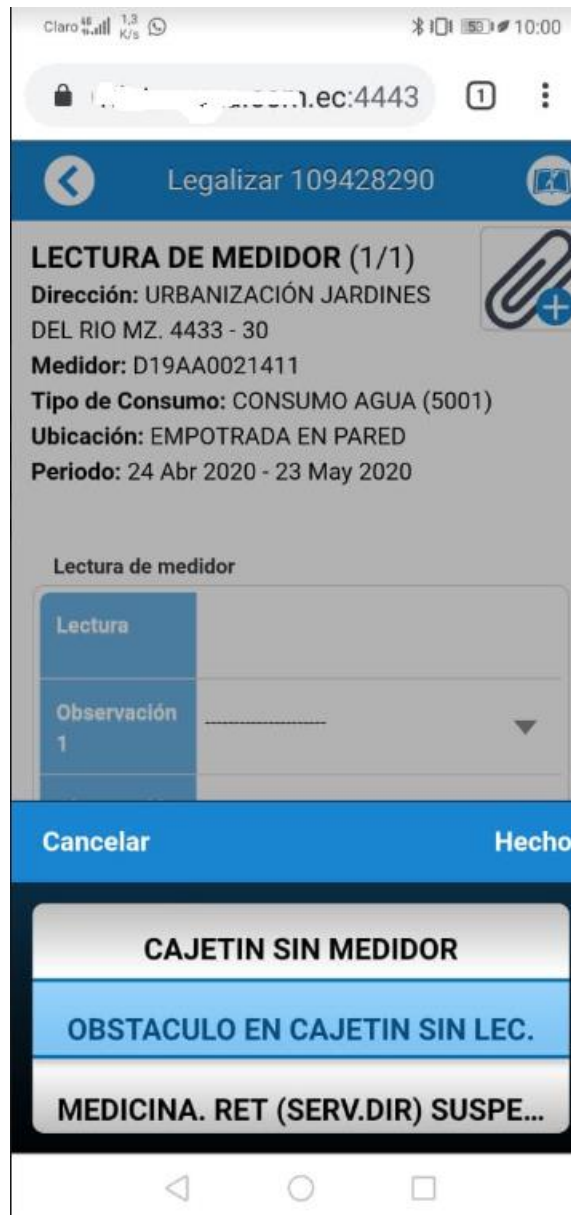 Claro 4G 1,3 K/s 53 10:00
.com.ec:4443 1
Legalizar 109428290
LECTURA DE MEDIDOR (1/1)
Dirección: URBANIZACIÓN JARDINES
DEL RIO MZ. 4433 - 30
Medidor: D19AA0021411
Tipo de Consumo: CONSUMO AGUA (5001)
Ubicación: EMPOTRADA EN PARED
Periodo: 24 Abr 2020 - 23 May 2020
Lectura de medidor
Lectura
Observación
1 --------------------
Cancelar Hecho
CAJETIN SIN MEDIDOR
OBSTACULO EN CAJETIN SIN LEC.
MEDICINA. RET (SERV.DIR) SUSPE...